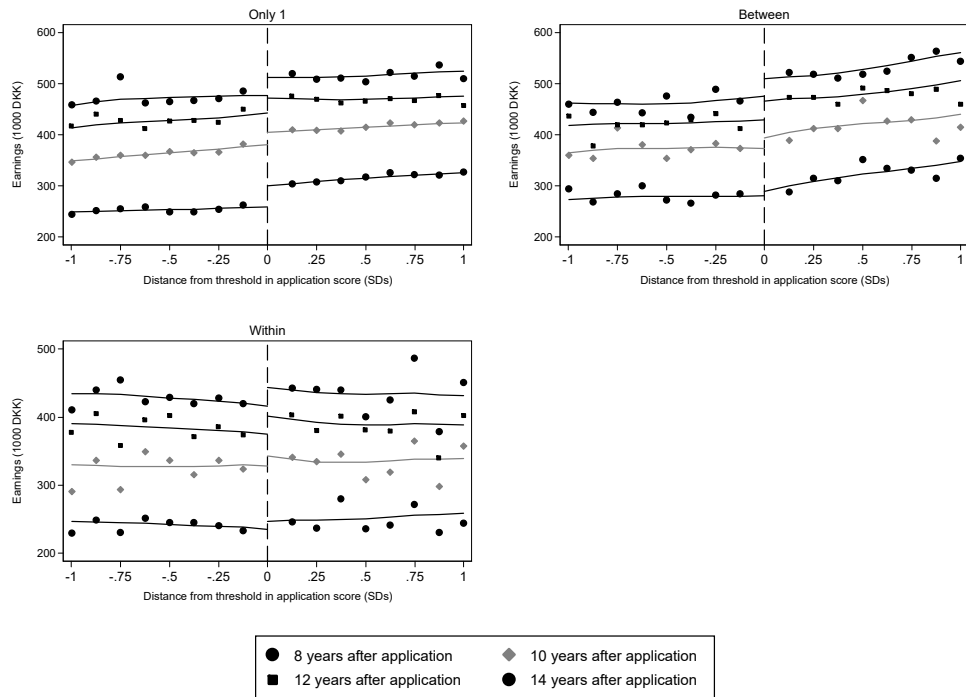 Only 1
Earnings (1000 DKK)
600
500
400
300
200
-1 -.75 -.5 -.25 0 .25 .5 .75 1
Distance from threshold in application score (SDs)
Between
Earnings (1000 DKK)
600
500
400
300
200
-1 -.75 -.5 -.25 0 .25 .5 .75 1
Distance from threshold in application score (SDs)
Within
Earnings (1000 DKK)
500
400
300
200
-1 -.75 -.5 -.25 0 .25 .5 .75 1
Distance from threshold in application score (SDs)
8 years after application
10 years after application
12 years after application
14 years after application